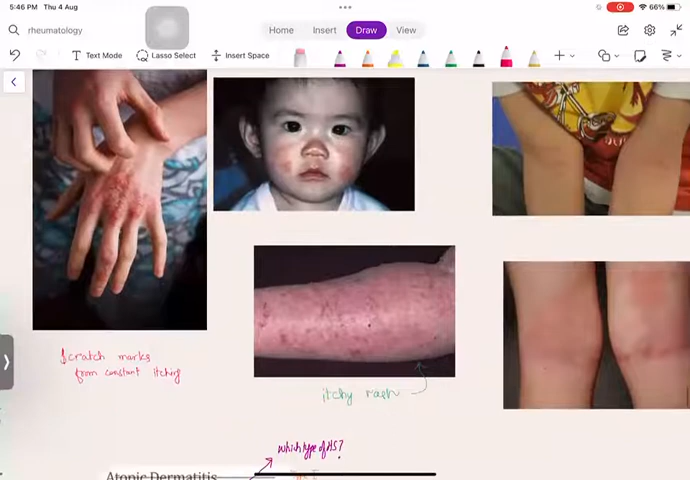 5:46 PM Thu 4 Aug
66%
rheumatology
Home Insert Draw View
Text Mode Lasso Select Insert Space
Scratch marks
from constant itching
itchy rash
which type of HS?
Atopic Dermatitis